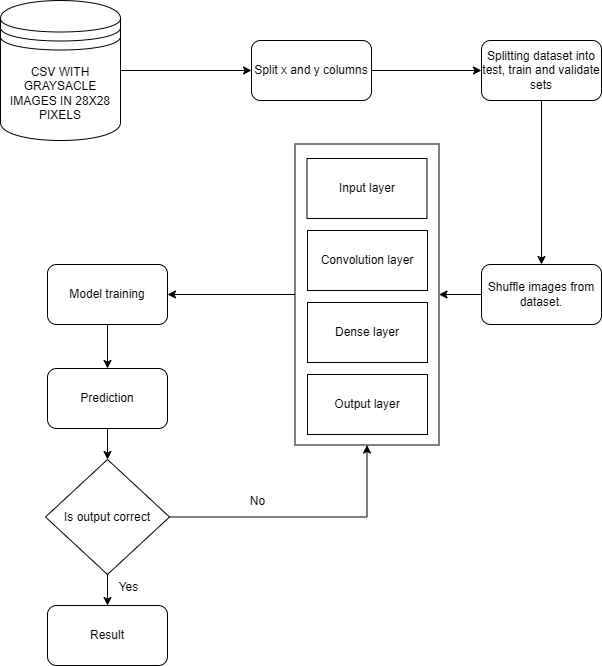 CSV WITH
GRAYSACLE
IMAGES IN 28X28
PIXELS
Split x and y columns
Splitting dataset into
test, train and validate
sets
Input layer
Convolution layer
Dense layer
Output layer
Shuffle images from
dataset.
Model training
Prediction
Is output correct
No
Yes
Result